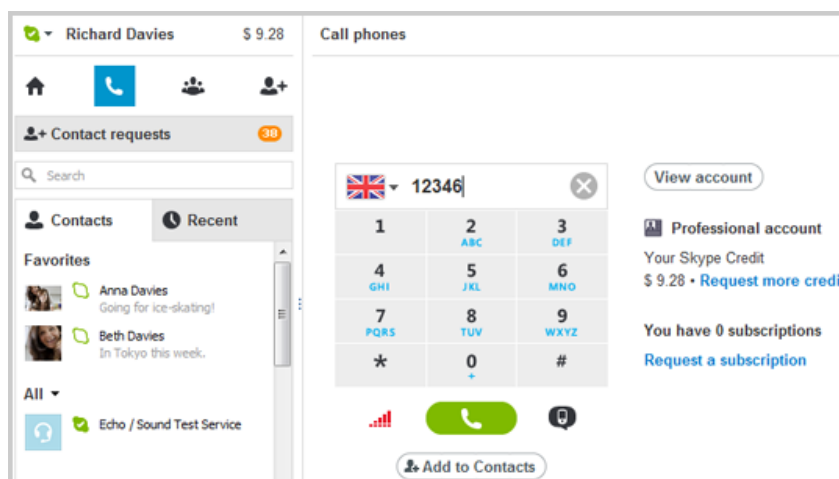 Richard Davies $ 9.28
Contact requests 38
Search
Contacts Recent
Favorites
Anna Davies
Going for ice-skating!
Beth Davies
In Tokyo this week.
All
Echo / Sound Test Service
Call phones
12346
1 2 3
ABC DEF
4 5 6
GHI JKL MNO
7 8 9
PQRS TUV WXYZ
* 0 #
+
Add to Contacts
View account
Professional account
Your Skype Credit
$ 9.28 • Request more credi
You have 0 subscriptions
Request a subscription